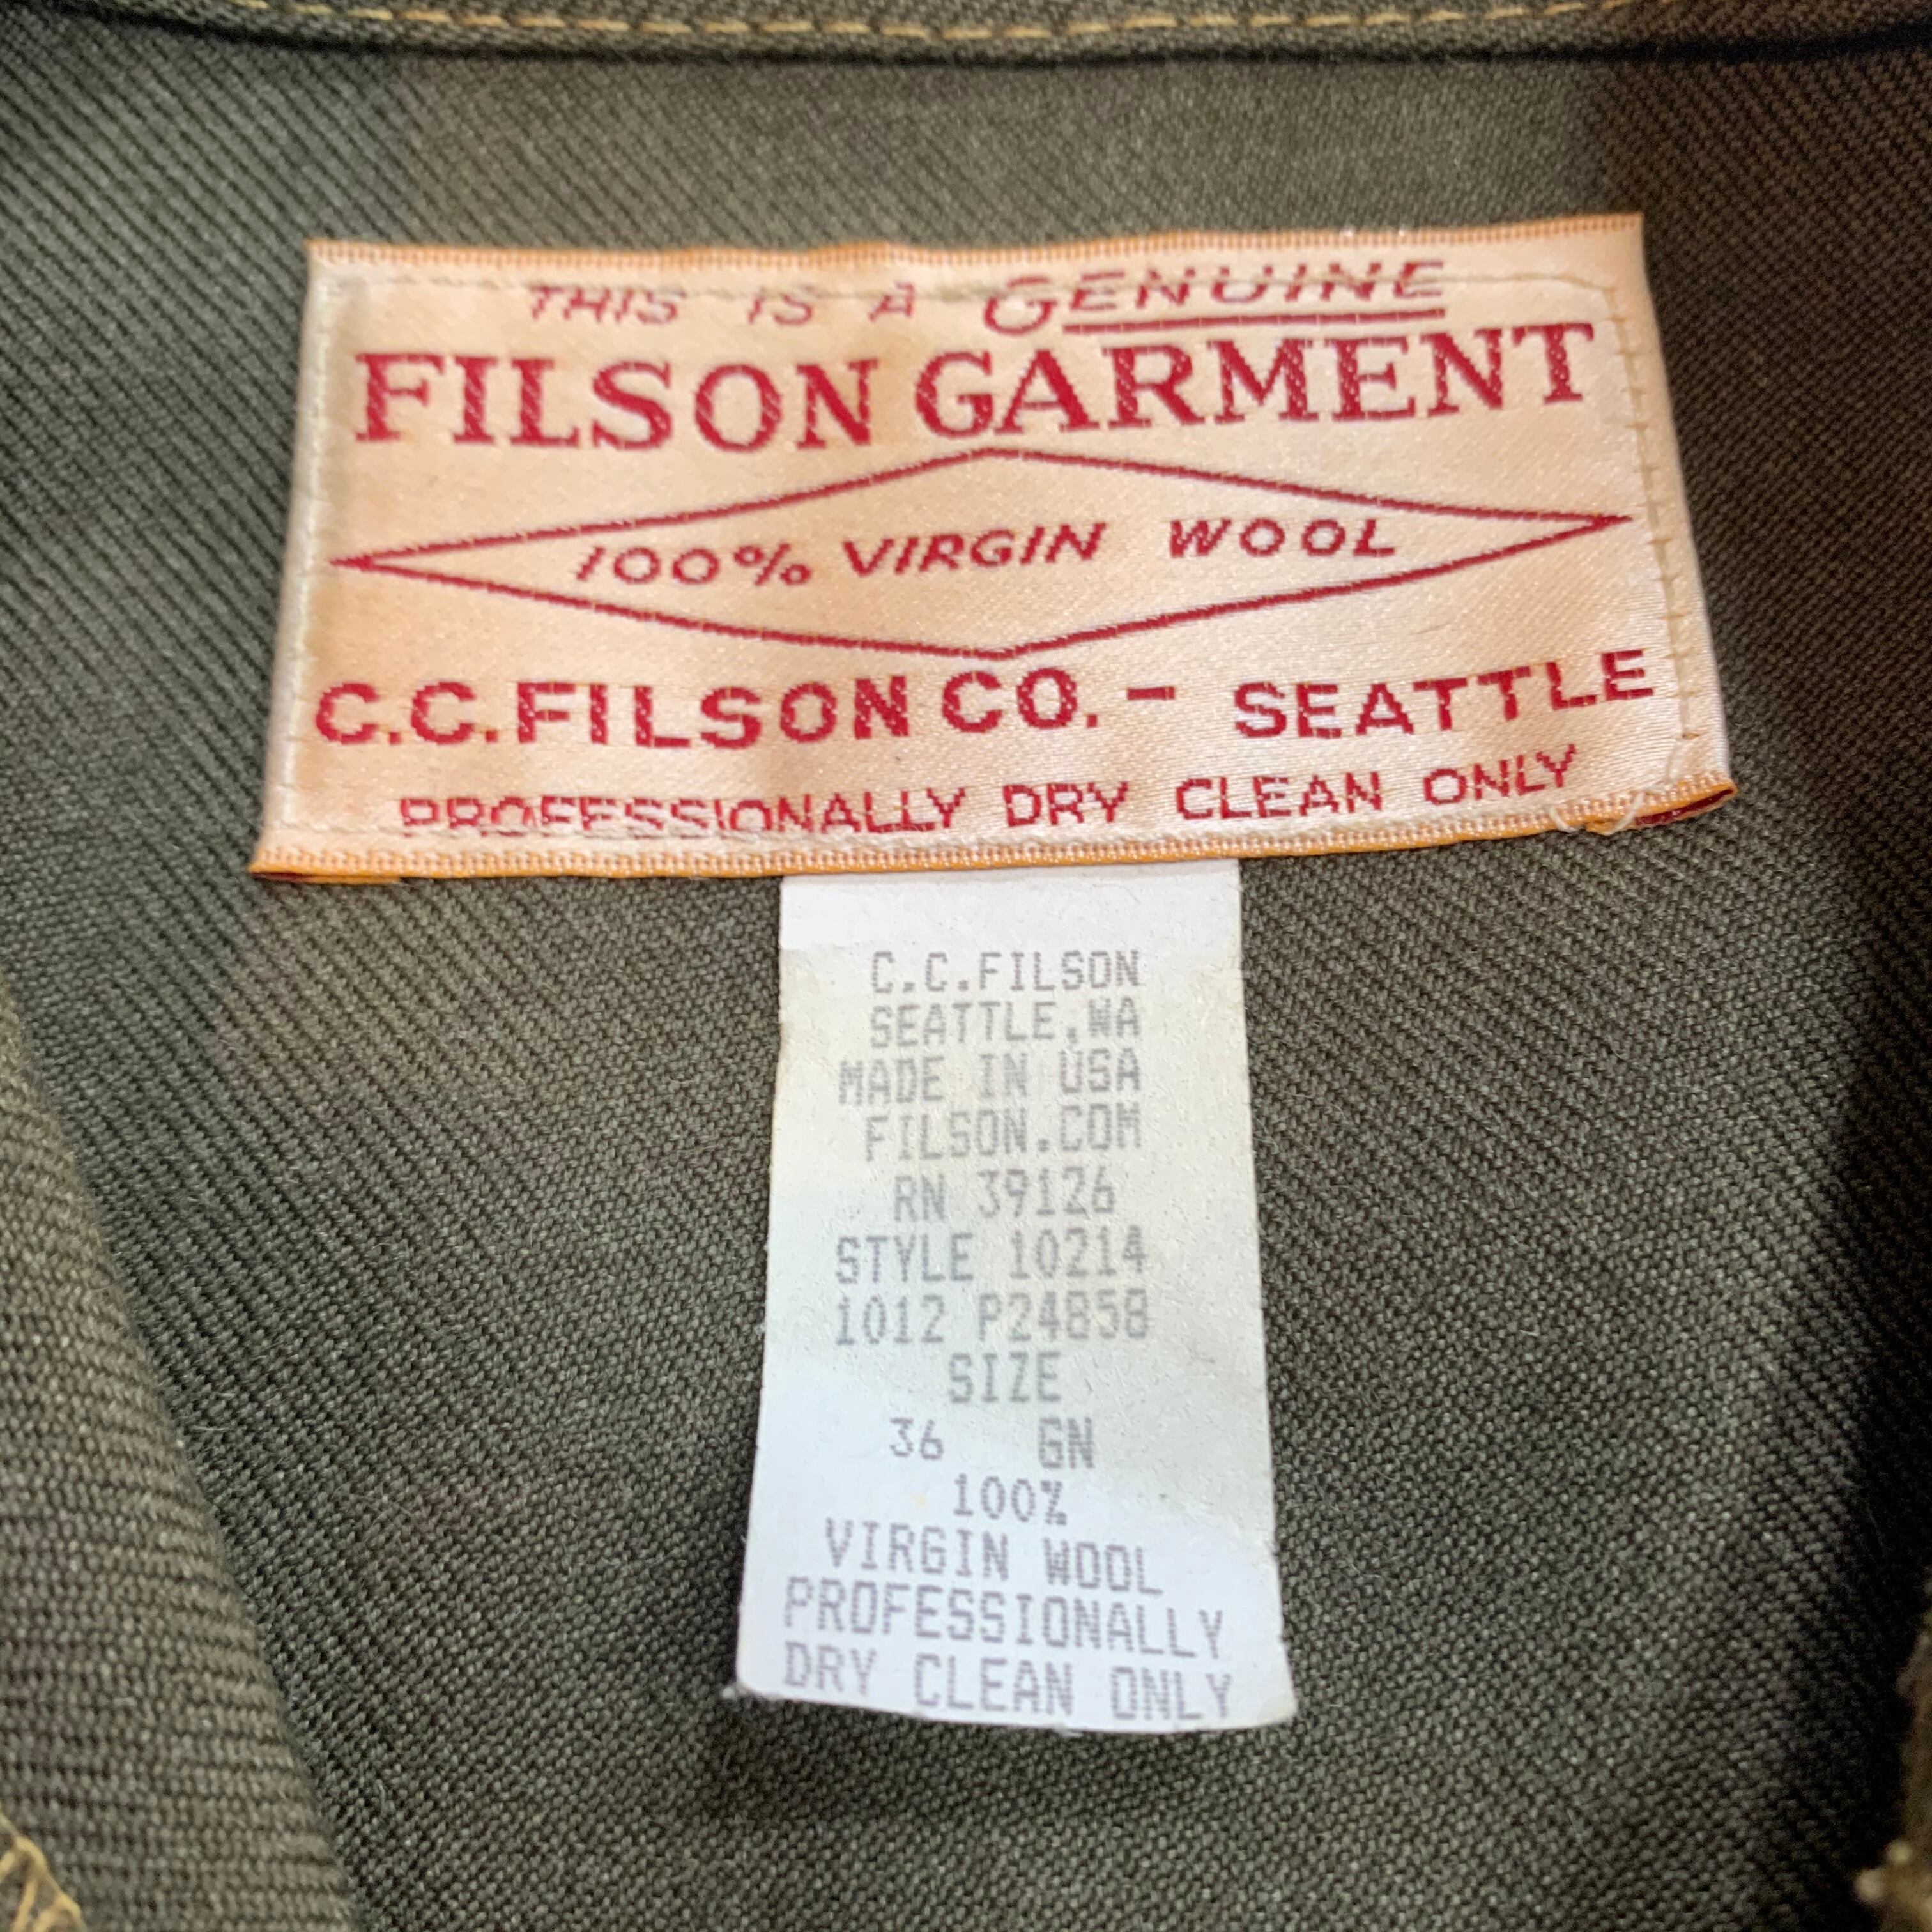 THIS IS A GENUINE
FILSON GARMENT
100% VIRGIN WOOL
C.C. FILSON CO. - SEATTLE
PROFESSIONALLY DRY CLEAN ONLY
C.C.FILSON
SEATTLE,WA
MADE IN USA
FILSON.COM
RN 39126
STYLE 10214
1012 P24858
SIZE
36 GN
100%
VIRGIN WOOL
PROFESSIONALLY
DRY CLEAN ONLY